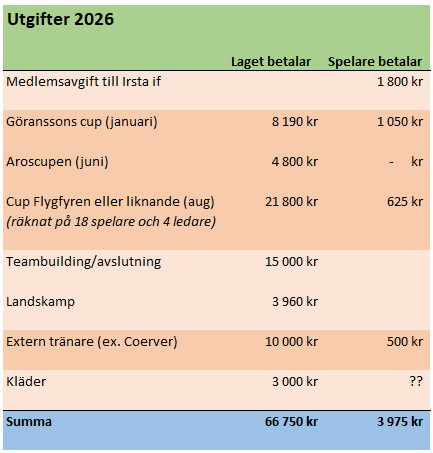 Utgifter 2026
Laget betalar Spelare betalar
Medlemsavgift till Irsta if 1 800 kr
Göranssons cup (januari) 8 190 kr 1 050 kr
Aroscupen (juni) 4 800 kr - kr
Cup Flygfyren eller liknande (aug) 21 800 kr 625 kr
(räknat på 18 spelare och 4 ledare)
Teambuilding/avslutning 15 000 kr
Landskamp 3 960 kr
Extern tränare (ex. Coerver) 10 000 kr 500 kr
Kläder 3 000 kr ??
Summa 66 750 kr 3 975 kr